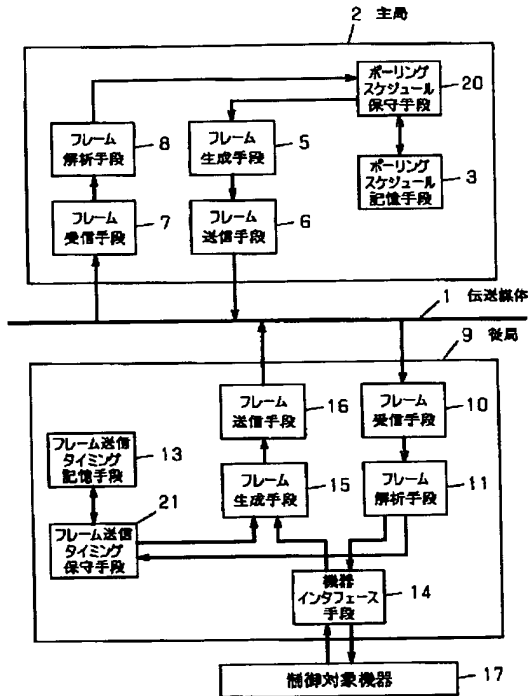 2 主局
ポーリング
スケジュール
保守手段
20
フレーム
解析手段
8
フレーム
生成手段
5
ポーリング
スケジュール
記憶手段
3
フレーム
受信手段
7
フレーム
送信手段
6
1 伝送媒体
9 従局
フレーム
送信手段
16
フレーム
受信手段
10
フレーム送信
タイミング
記憶手段
13
フレーム
生成手段
15
フレーム
解析手段
11
21
フレーム送信
タイミング
保守手段
機器
インタフェース
手段
14
制御対象機器
17